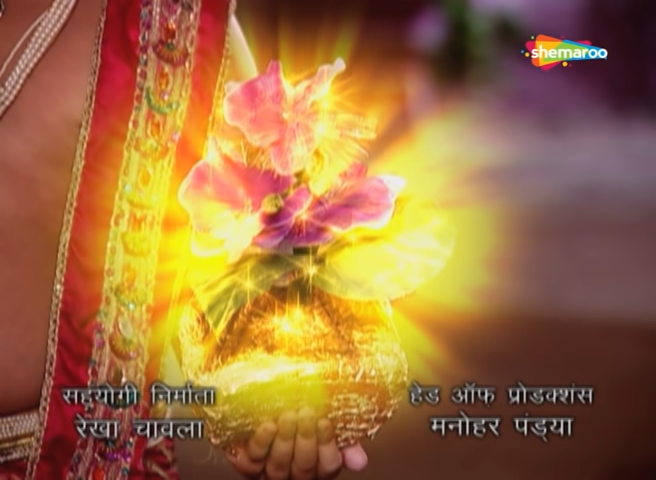 shemaroo
सहयोगी निर्माता
रेखा चावला
हेड ऑफ़ प्रोडक्शंस
मनोहर पंड्या